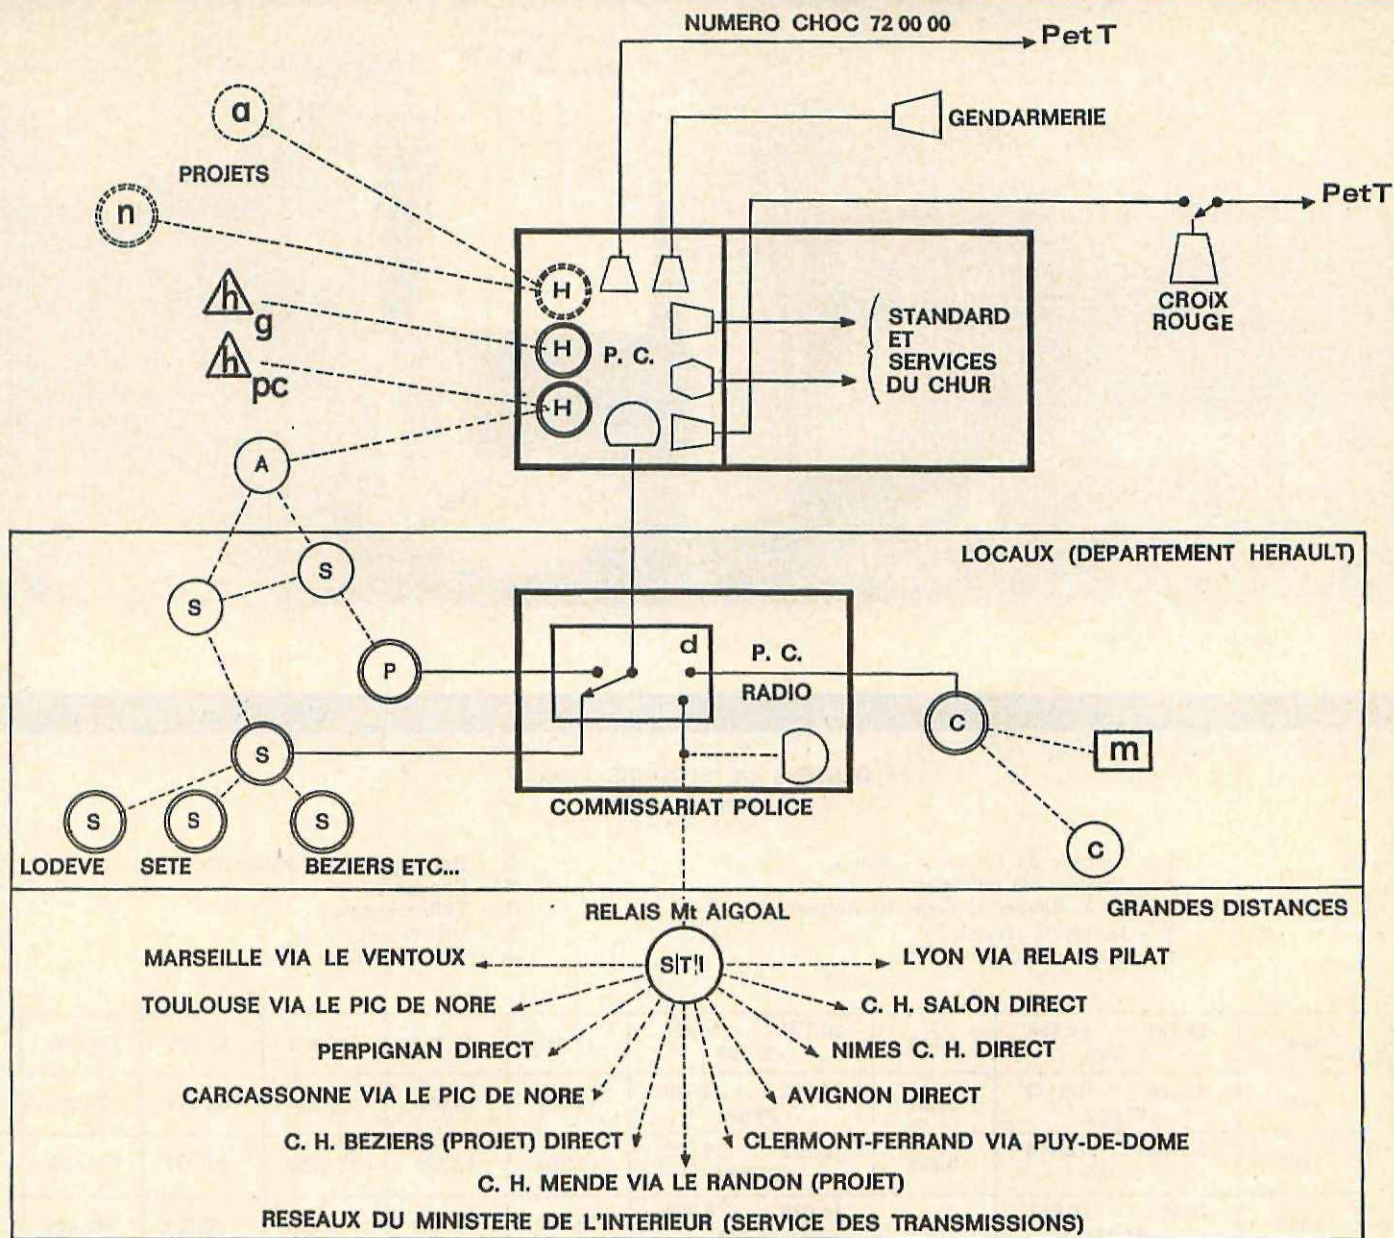 NUMERO CHOC 72 00 00
Pet T
a
GENDARMERIE
PROJETS
n
PetT
H
h
g
CROIX
ROUGE
H
P. C.
STANDARD
ET
SERVICES
DU CHUR
h
pc
H
A
LOCAUX (DEPARTEMENT HERAULT)
S
S
d
P. C.
P
RADIO
C
m
S
COMMISSARIAT POLICE
S
S
S
C
LODEVE
SETE
BEZIERS ETC...
RELAIS Mt AIGOAL
GRANDES DISTANCES
S|T|I
MARSEILLE VIA LE VENTOUX
LYON VIA RELAIS PILAT
TOULOUSE VIA LE PIC DE NORE
C. H. SALON DIRECT
PERPIGNAN DIRECT
NIMES C. H. DIRECT
CARCASSONNE VIA LE PIC DE NORE
AVIGNON DIRECT
C. H. BEZIERS (PROJET) DIRECT
CLERMONT-FERRAND VIA PUY-DE-DOME
C. H. MENDE VIA LE RANDON (PROJET)
RESEAUX DU MINISTERE DE L'INTERIEUR (SERVICE DES TRANSMISSIONS)